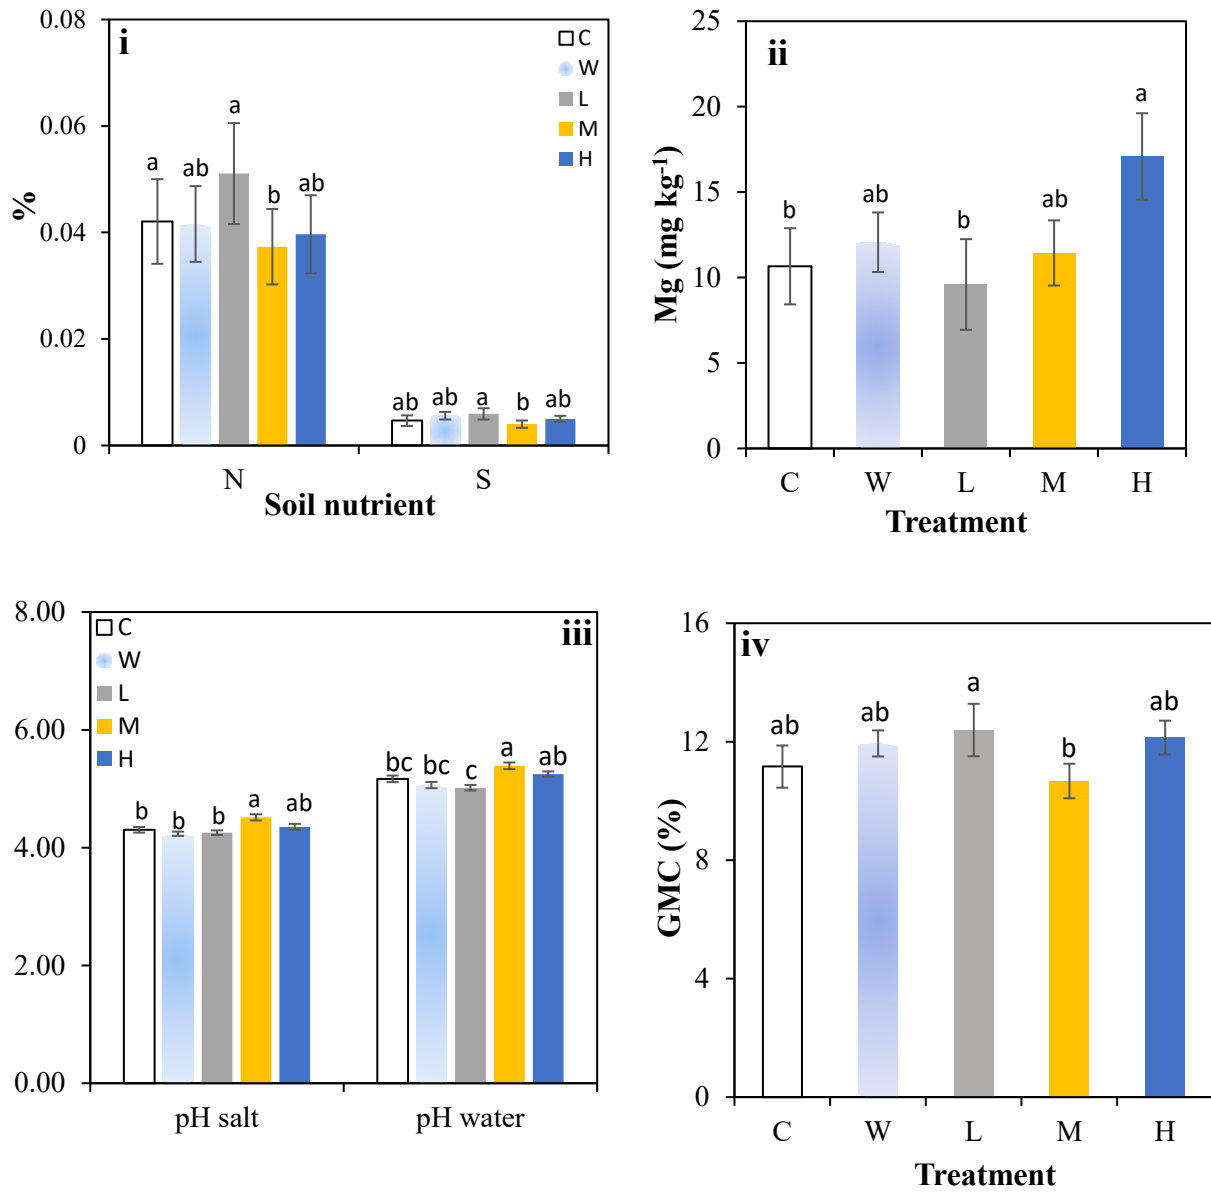 i
0.08
0.06
0.04
0.02
0
%
C
W
L
M
H
a
ab
a
b
ab
ab
ab
a
b
ab
N
S
Soil nutrient
ii
25
20
15
10
5
0
Mg (mg kg-1)
b
ab
b
ab
a
C
W
L
M
H
Treatment
iii
8.00
6.00
4.00
2.00
0.00
C
W
L
M
H
b
b
b
a
ab
bc
bc
c
a
ab
pH salt
pH water
iv
16
12
8
4
0
GMC (%)
ab
ab
a
b
ab
C
W
L
M
H
Treatment